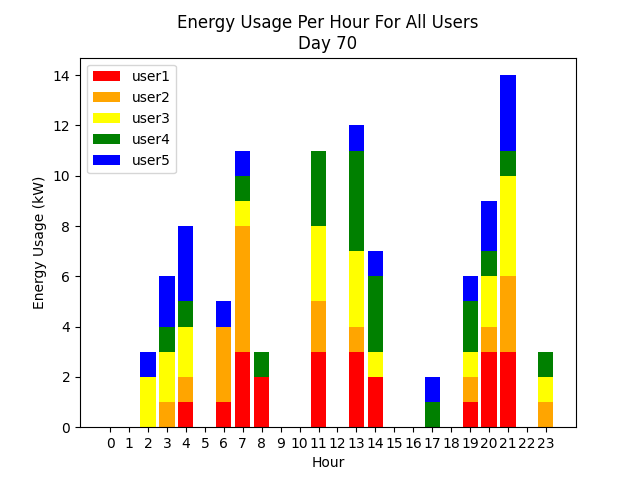 Energy Usage Per Hour For All Users
Day 70
user1
user2
user3
user4
user5
Energy Usage (kW)
14
12
10
8
6
4
2
0
0 1 2 3 4 5 6 7 8 9 10 11 12 13 14 15 16 17 18 19 20 21 22 23
Hour